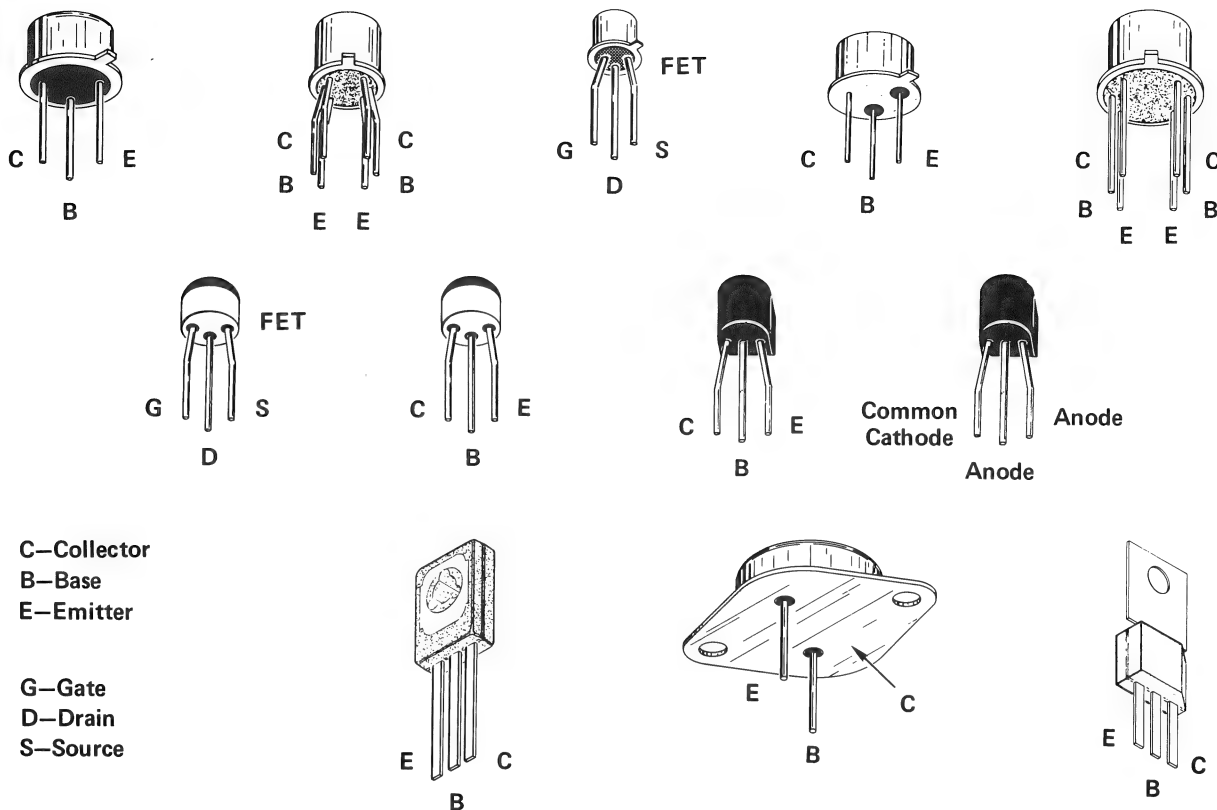 FET
C
E
B
C
C
B
B
E
E
G
S
D
C
E
B
C
C
B
B
E
E
FET
G
S
D
C
E
B
C
E
B
Common
Cathode
Anode
Anode
C—Collector
B—Base
E—Emitter
G—Gate
D—Drain
S—Source
E
C
B
E
C
B
E
C
B